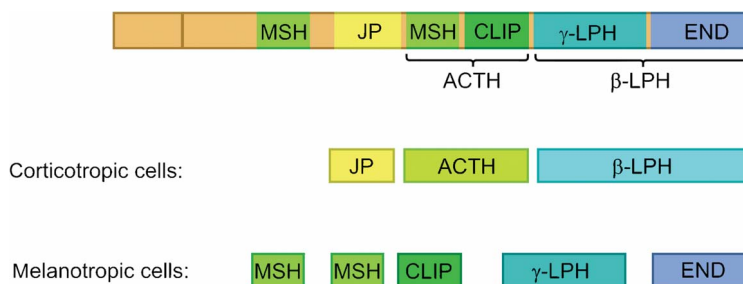 MSH JP MSH CLIP γ-LPH END
ACTH β-LPH
Corticotropic cells: JP ACTH β-LPH
Melanotropic cells: MSH MSH CLIP γ-LPH END